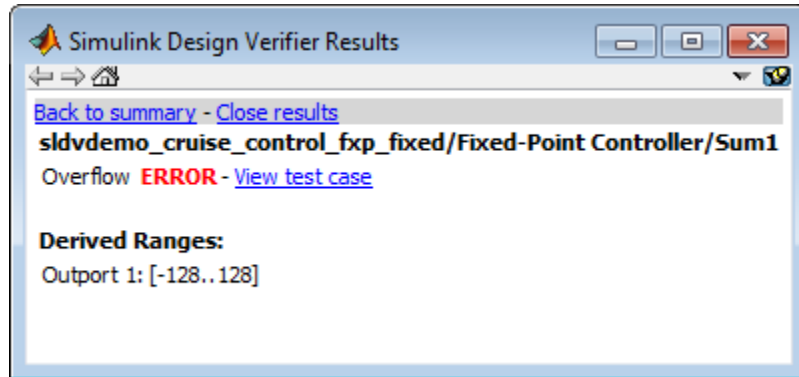 Simulink Design Verifier Results
Back to summary - Close results
sldvdemo_cruise_control_fxp_fixed/Fixed-Point Controller/Sum1
Overflow ERROR - View test case
Derived Ranges:
Outport 1: [-128..128]